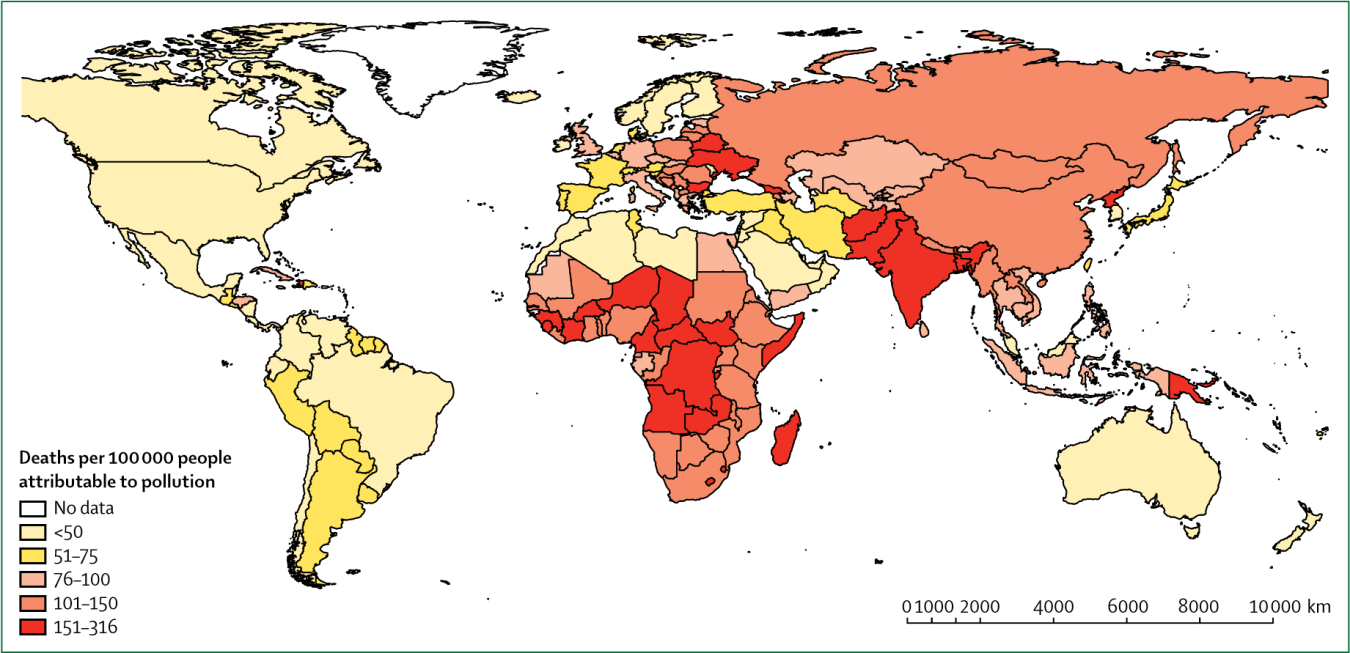 Deaths per 100 000 people
attributable to pollution
No data
<50
51–75
76–100
101–150
151–316
0 1000 2000 4000 6000 8000 10 000 km